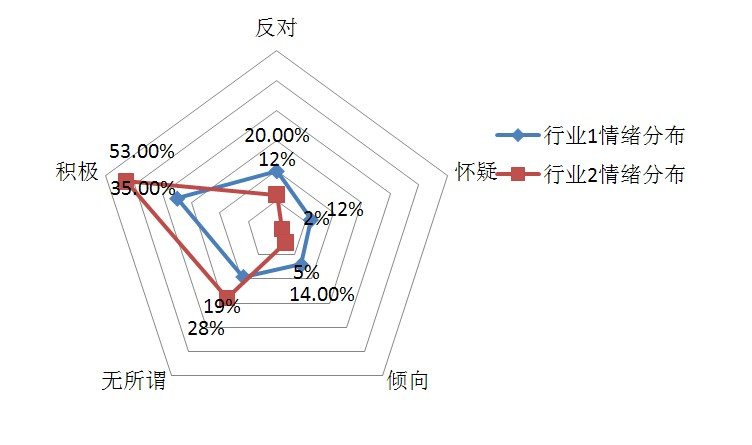 反对
20.00%
12%
53.00%
积极
35.00%
怀疑
12%
2%
5%
14.00%
19%
28%
无所谓
倾向
行业1情绪分布
行业2情绪分布